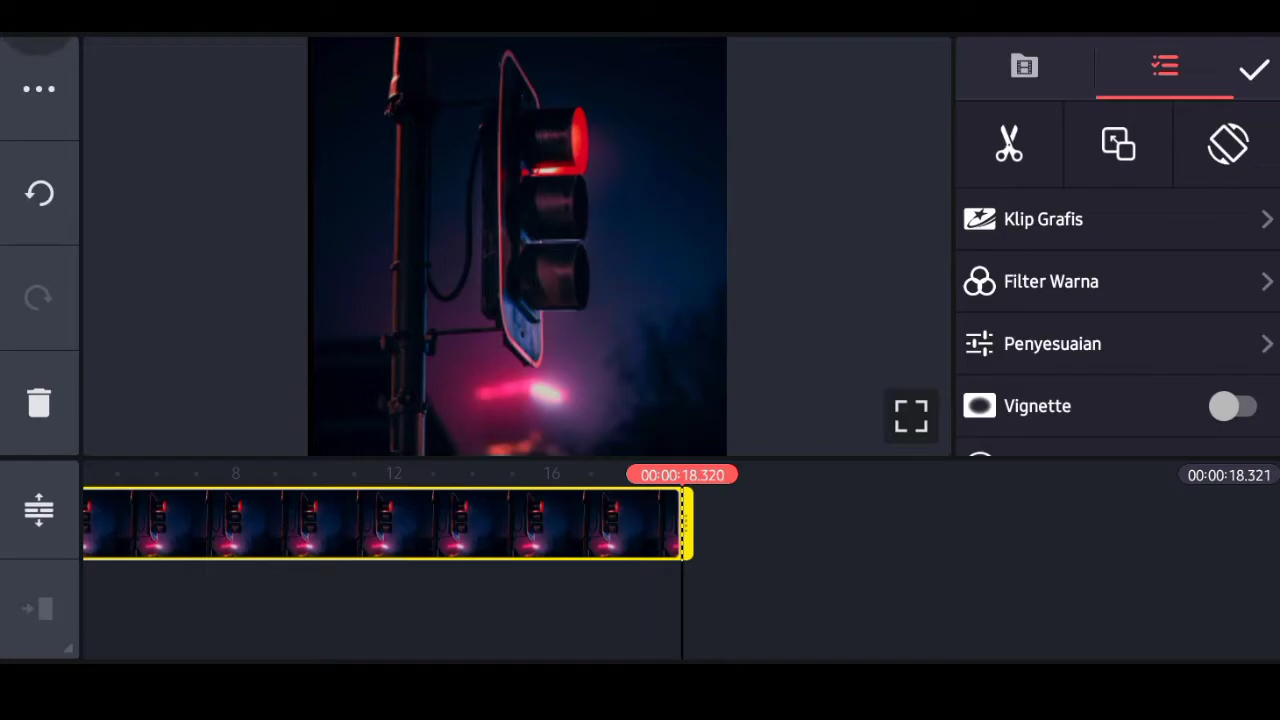 Klip Grafis
Filter Warna
Penyesuaian
Vignette
8
12
16
00:00:18.320
00:00:18.321